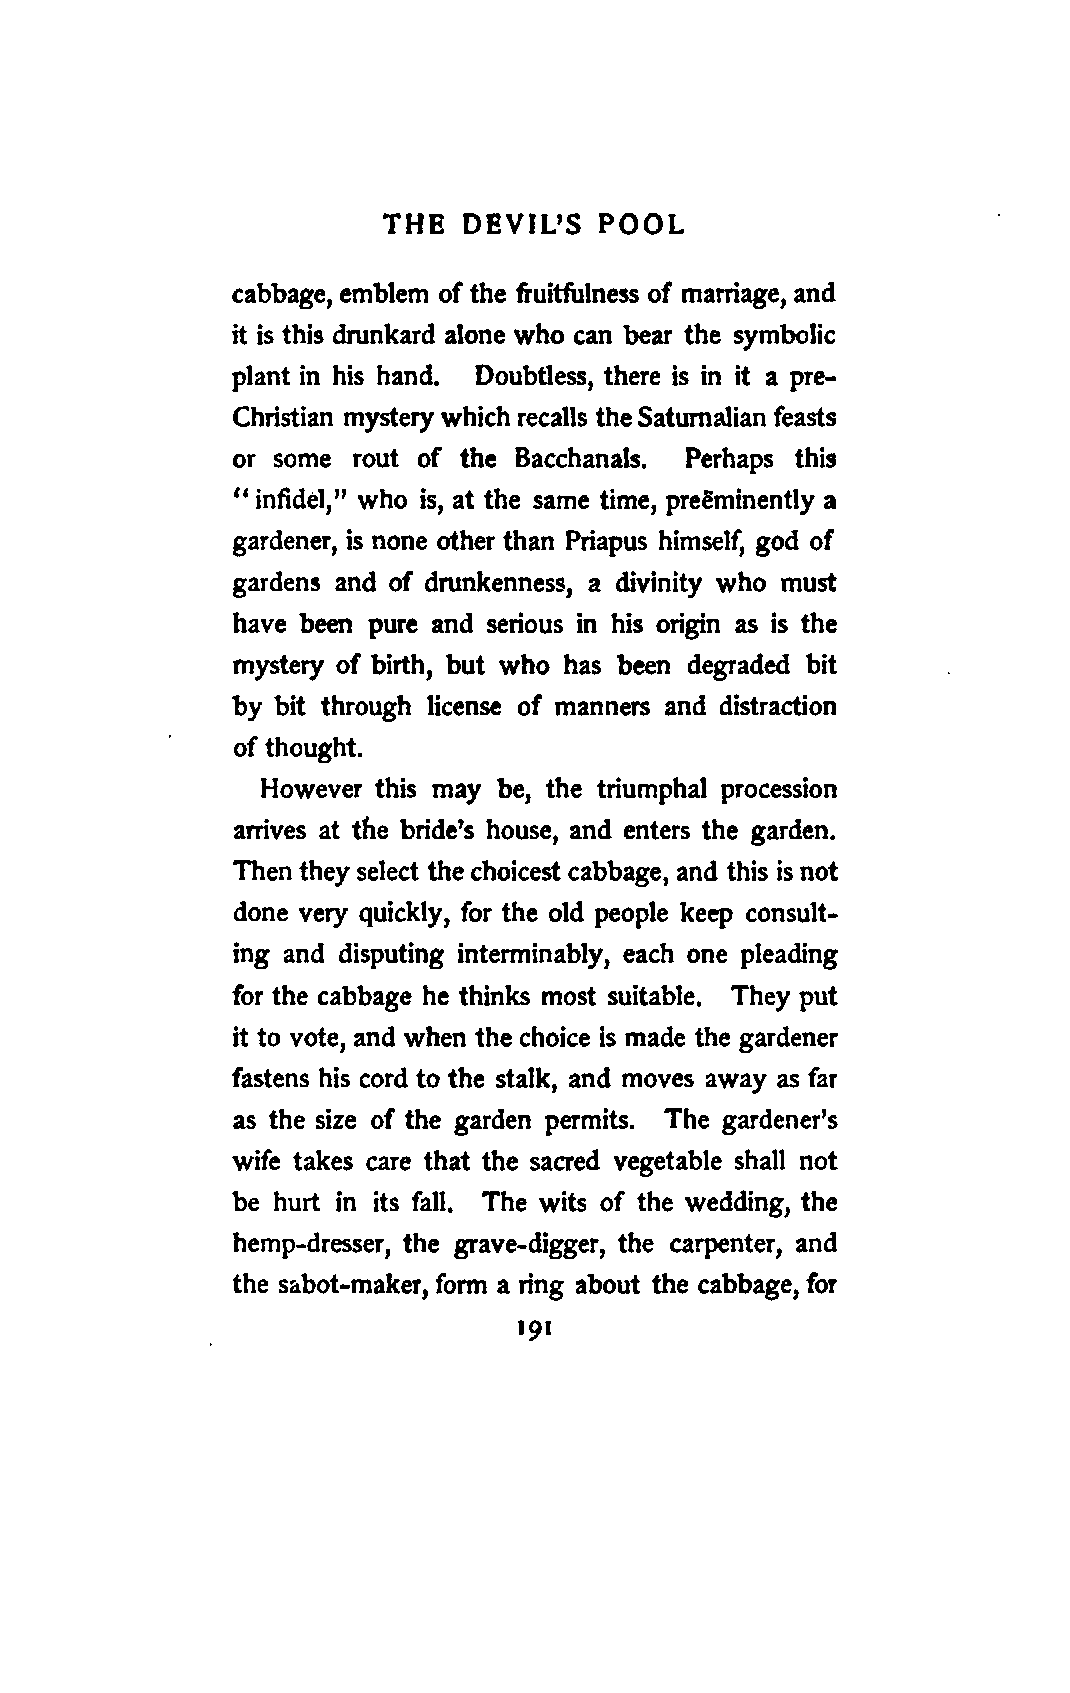 THE DEVIL'S POOL
cabbage, emblem of the fruitfulness of marriage, and
it is this drunkard alone who can bear the symbolic
plant in his hand. Doubtless, there is in it a pre-
Christian mystery which recalls the Saturnalian feasts
or some rout of the Bacchanals. Perhaps this
"infidel," who is, at the same time, preëminently a
gardener, is none other than Priapus himself, god of
gardens and of drunkenness, a divinity who must
have been pure and serious in his origin as is the
mystery of birth, but who has been degraded bit
by bit through license of manners and distraction
of thought.
However this may be, the triumphal procession
arrives at the bride's house, and enters the garden.
Then they select the choicest cabbage, and this is not
done very quickly, for the old people keep consult-
ing and disputing interminably, each one pleading
for the cabbage he thinks most suitable. They put
it to vote, and when the choice is made the gardener
fastens his cord to the stalk, and moves away as far
as the size of the garden permits. The gardener's
wife takes care that the sacred vegetable shall not
be hurt in its fall. The wits of the wedding, the
hemp-dresser, the grave-digger, the carpenter, and
the sabot-maker, form a ring about the cabbage, for
191